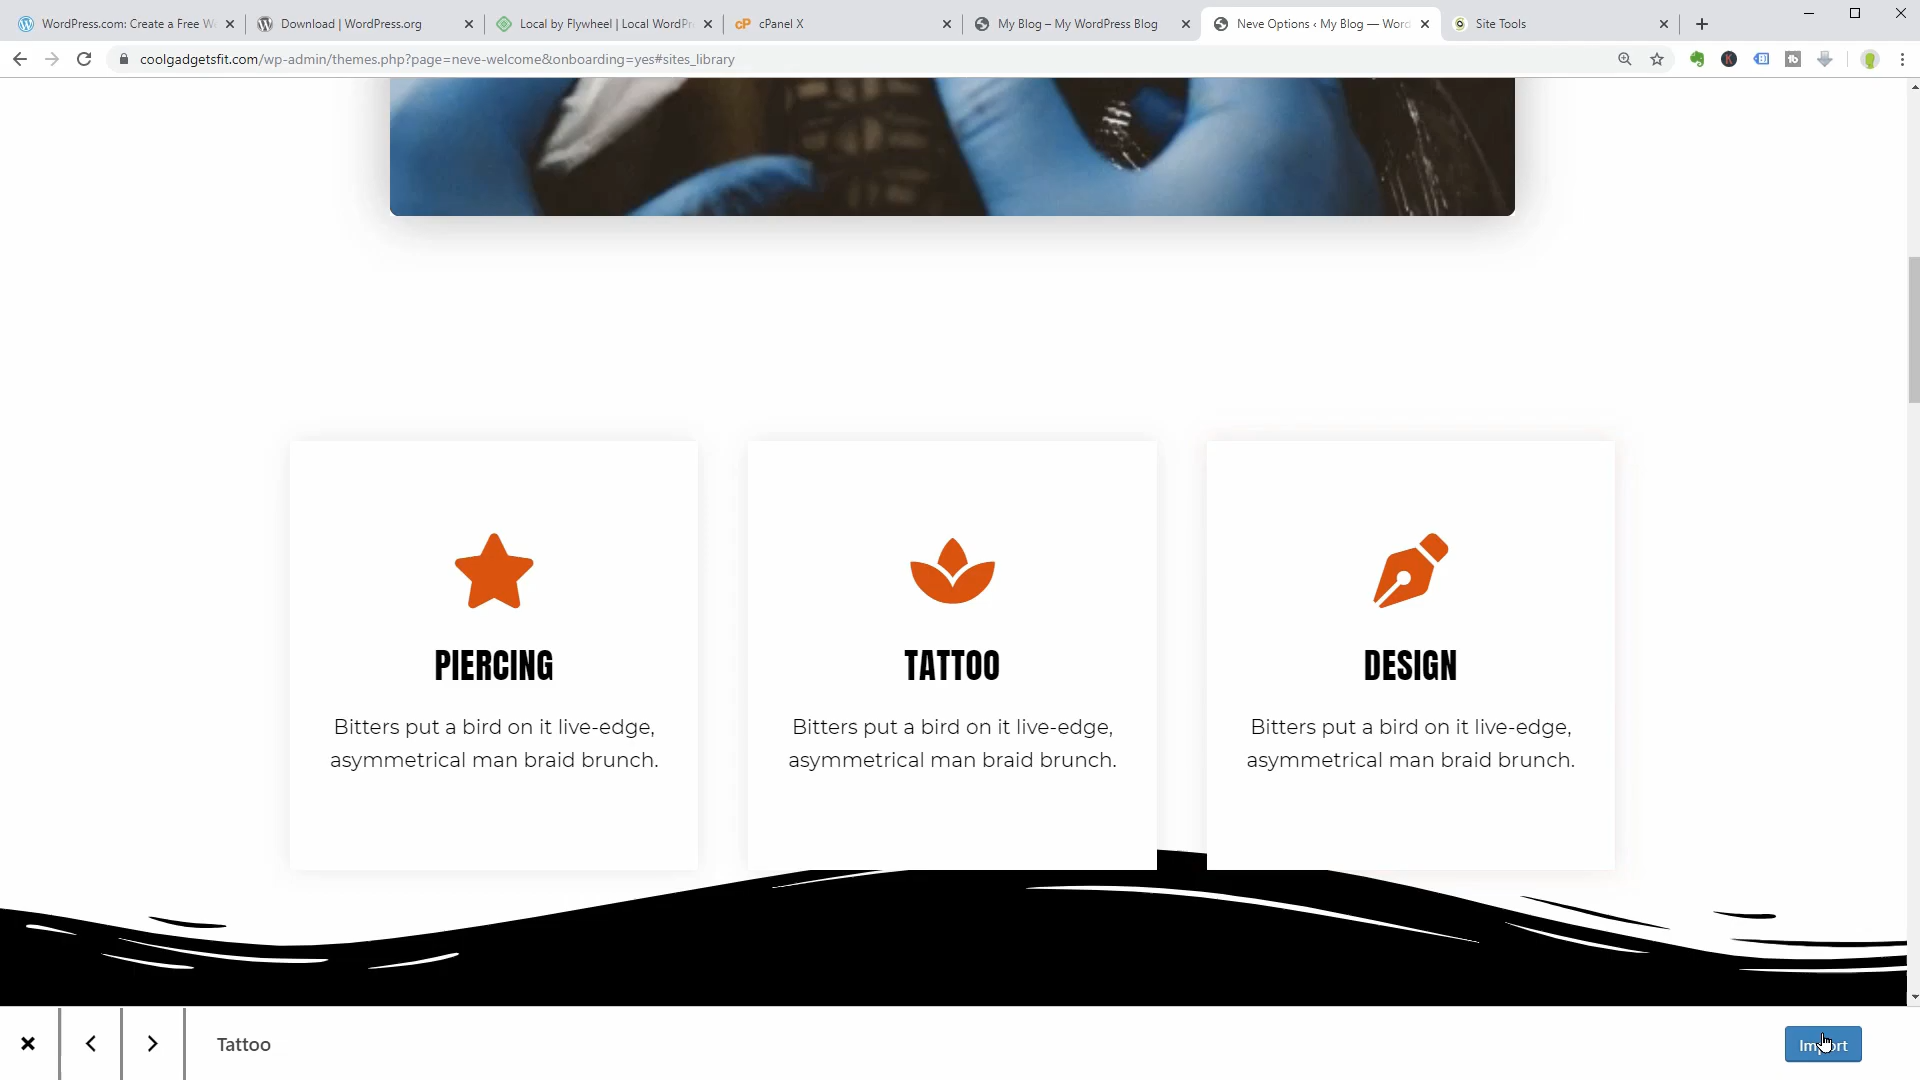 WordPress.com: Create a Free W
Download | WordPress.org
Local by Flywheel | Local WordPr
cPanel X
My Blog – My WordPress Blog
Neve Options ‹ My Blog — Word
Site Tools
coolgadgetsfit.com/wp-admin/themes.php?page=neve-welcome&onboarding=yes#sites_library
PIERCING
Bitters put a bird on it live-edge,
asymmetrical man braid brunch.
TATTOO
Bitters put a bird on it live-edge,
asymmetrical man braid brunch.
DESIGN
Bitters put a bird on it live-edge,
asymmetrical man braid brunch.
Tattoo
Import